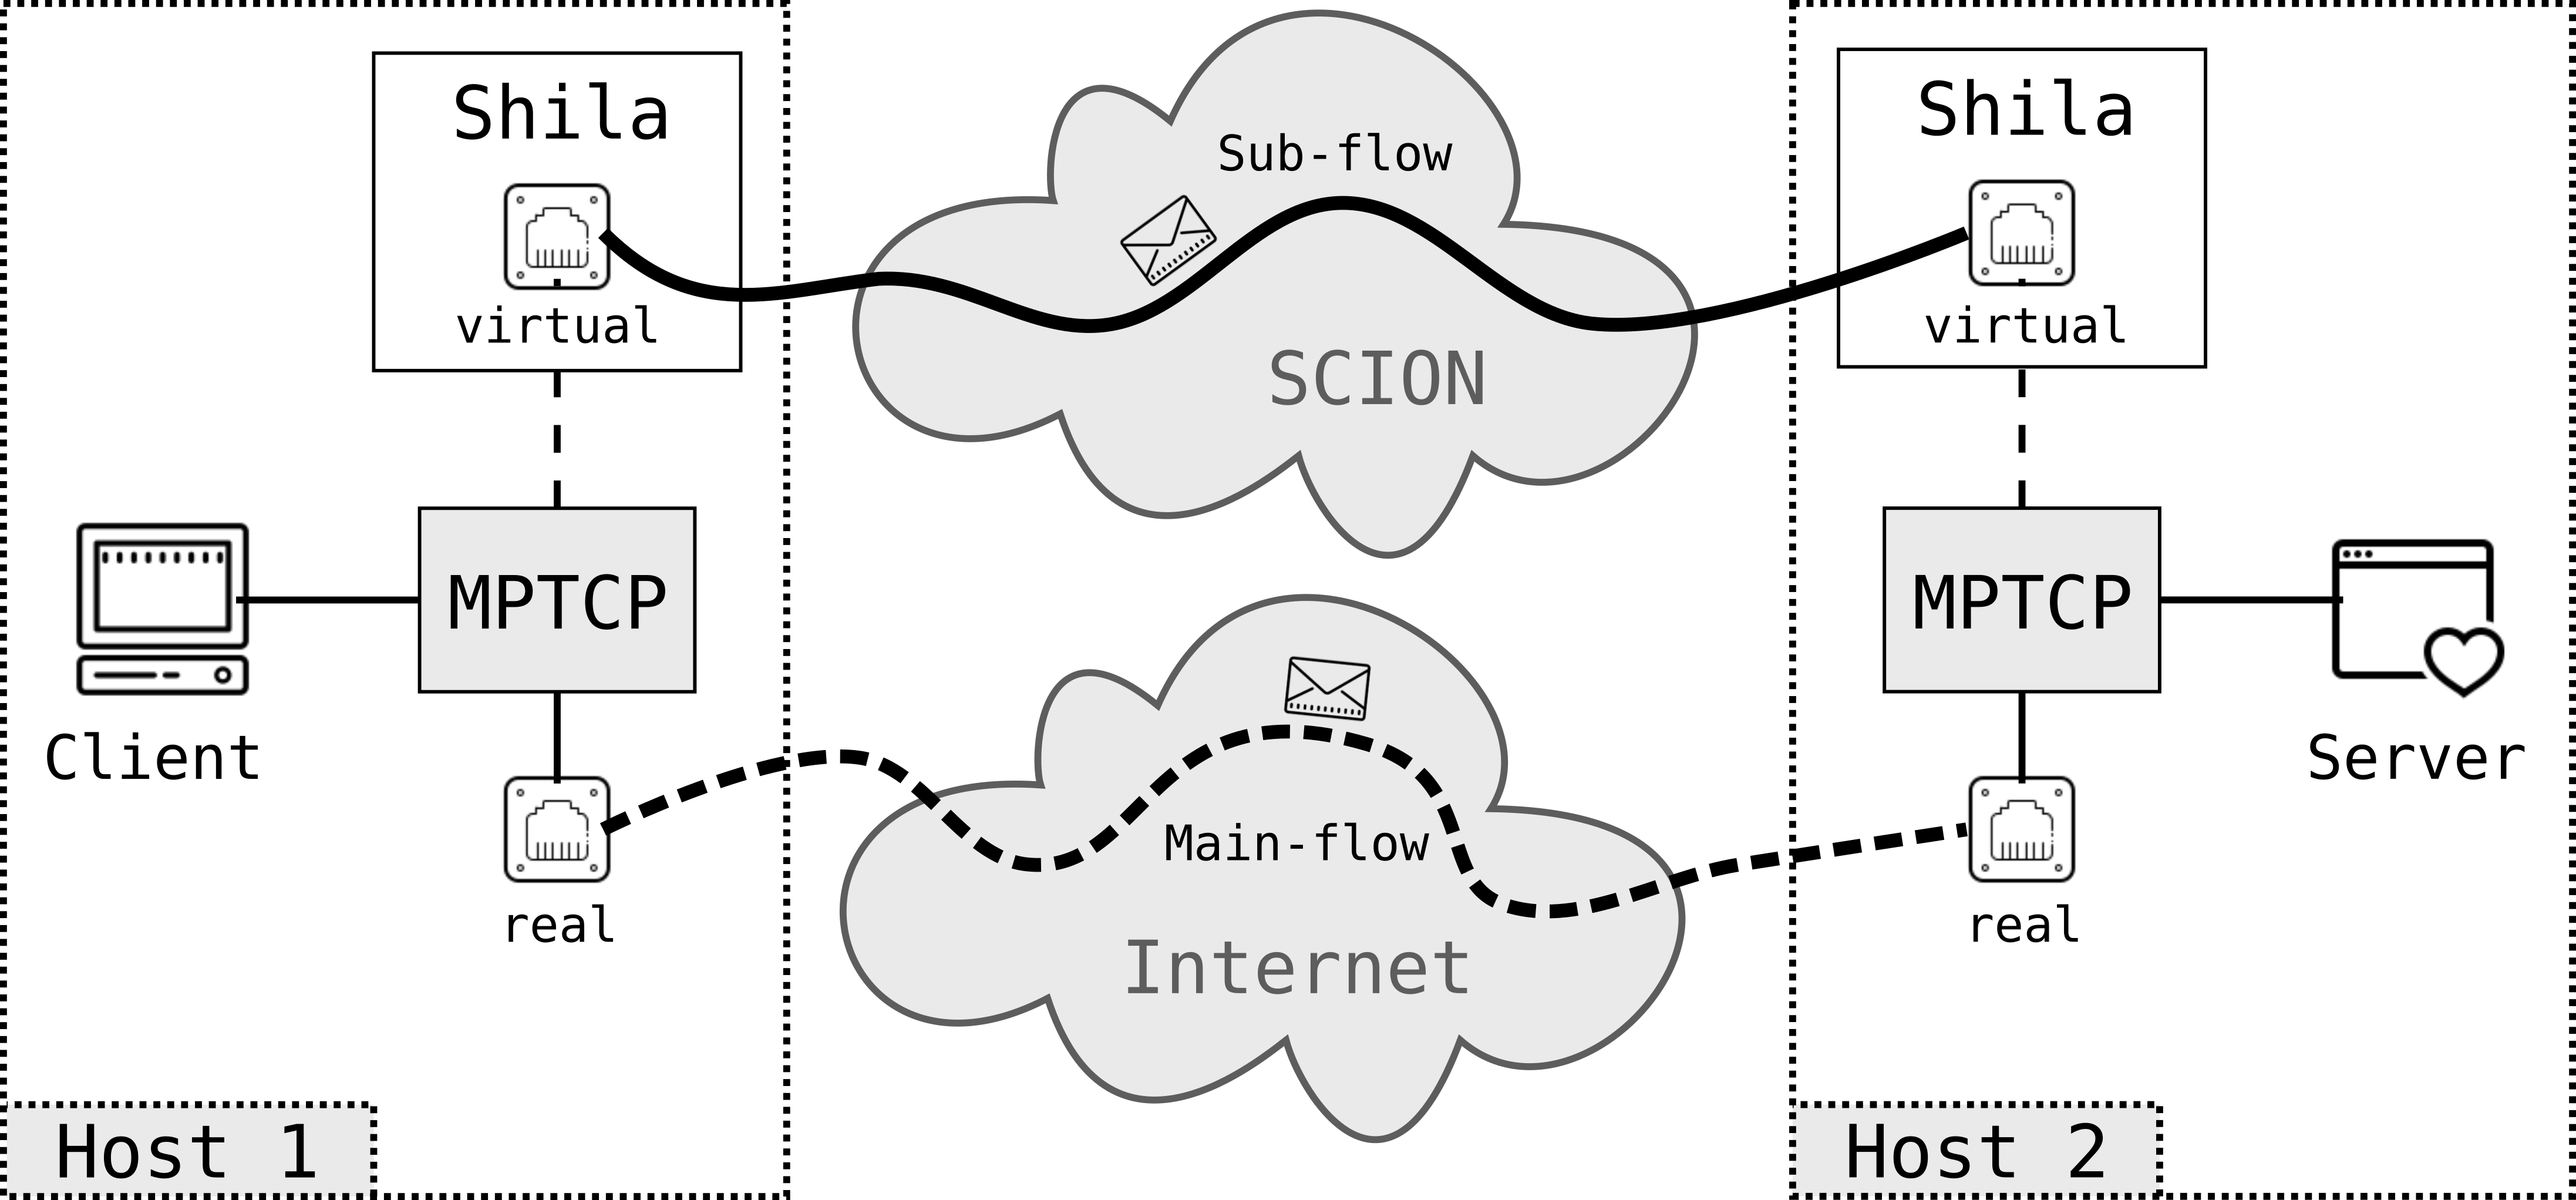 Shila
virtual
Client
MPTCP
real
Host 1
Sub-flow
SCION
Main-flow
Internet
Shila
virtual
MPTCP
Server
real
Host 2